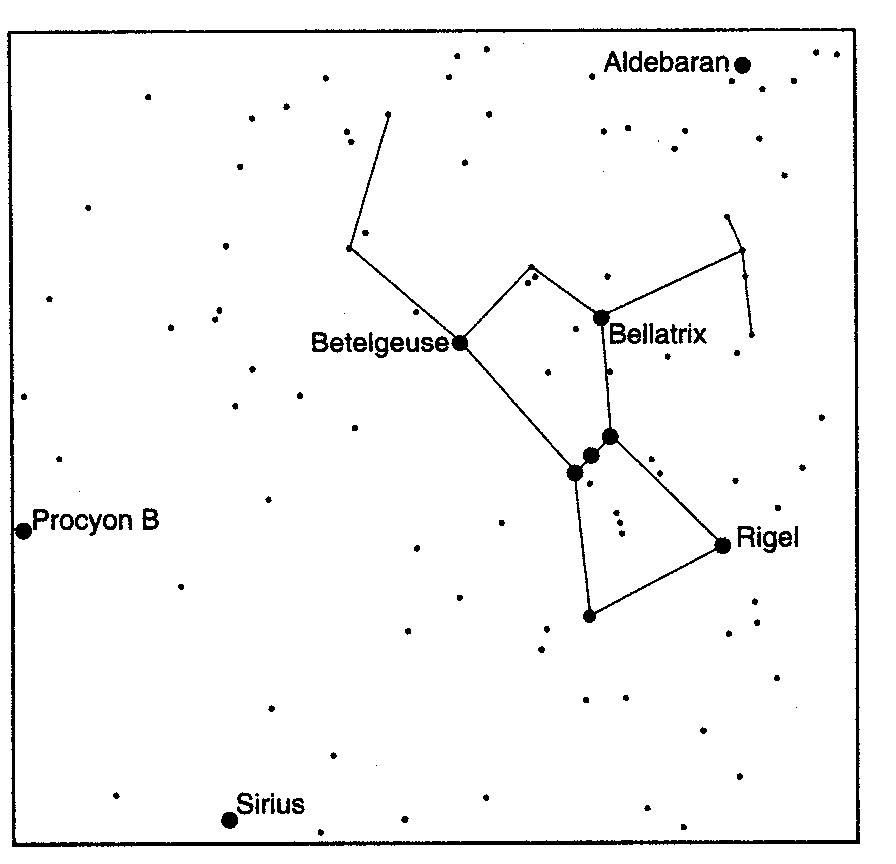 Aldebaran
Betelgeuse
Bellatrix
Procyon B
Rigel
Sirius